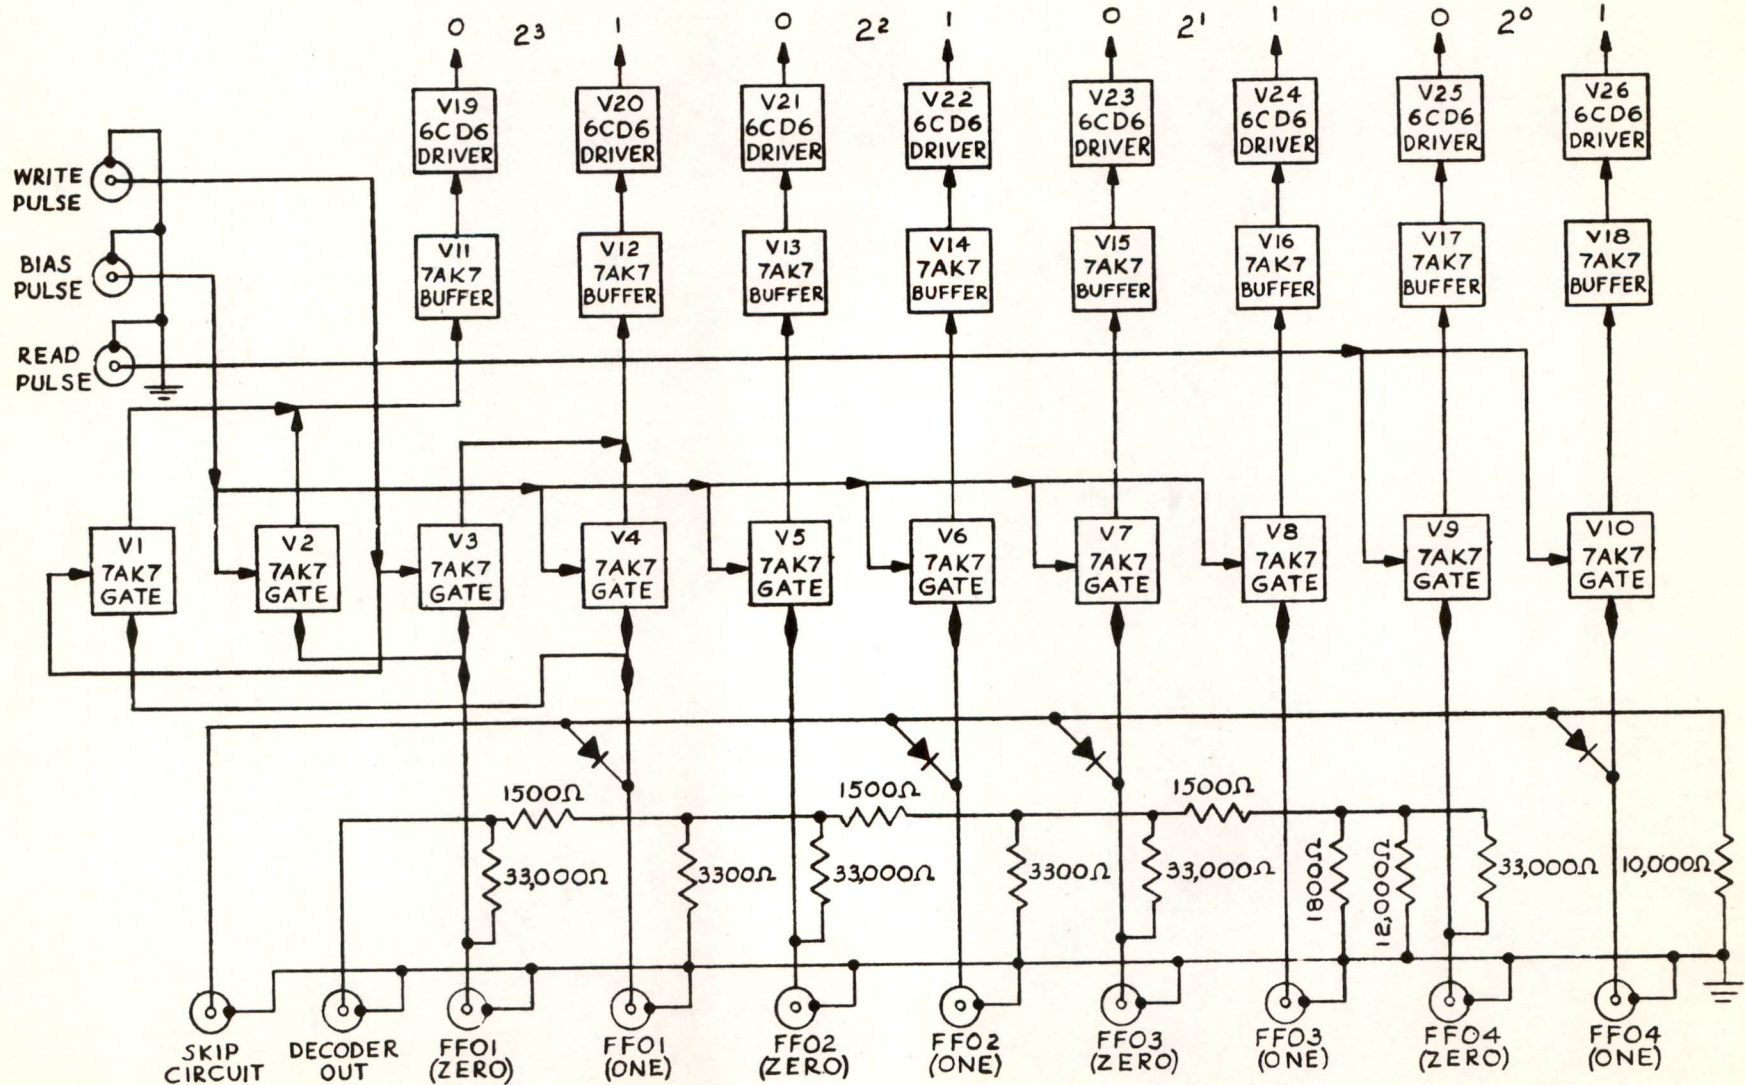 0 2³ 1 0 2² 1 0 2¹ 1 0 2⁰ 1
V19 6CD6 DRIVER
V20 6CD6 DRIVER
V21 6CD6 DRIVER
V22 6CD6 DRIVER
V23 6CD6 DRIVER
V24 6CD6 DRIVER
V25 6CD6 DRIVER
V26 6CD6 DRIVER
WRITE
PULSE
BIAS
PULSE
READ
PULSE
V11 7AK7 BUFFER
V12 7AK7 BUFFER
V13 7AK7 BUFFER
V14 7AK7 BUFFER
V15 7AK7 BUFFER
V16 7AK7 BUFFER
V17 7AK7 BUFFER
V18 7AK7 BUFFER
V1 7AK7 GATE
V2 7AK7 GATE
V3 7AK7 GATE
V4 7AK7 GATE
V5 7AK7 GATE
V6 7AK7 GATE
V7 7AK7 GATE
V8 7AK7 GATE
V9 7AK7 GATE
V10 7AK7 GATE
1500Ω 1500Ω 1500Ω
33,000Ω 3300Ω 33,000Ω 3300Ω 33,000Ω 1800Ω 12,000Ω 33,000Ω 10,000Ω
SKIP
CIRCUIT
DECODER
OUT
FF01
(ZERO)
FF01
(ONE)
FF02
(ZERO)
FF02
(ONE)
FF03
(ZERO)
FF03
(ONE)
FF04
(ZERO)
FF04
(ONE)